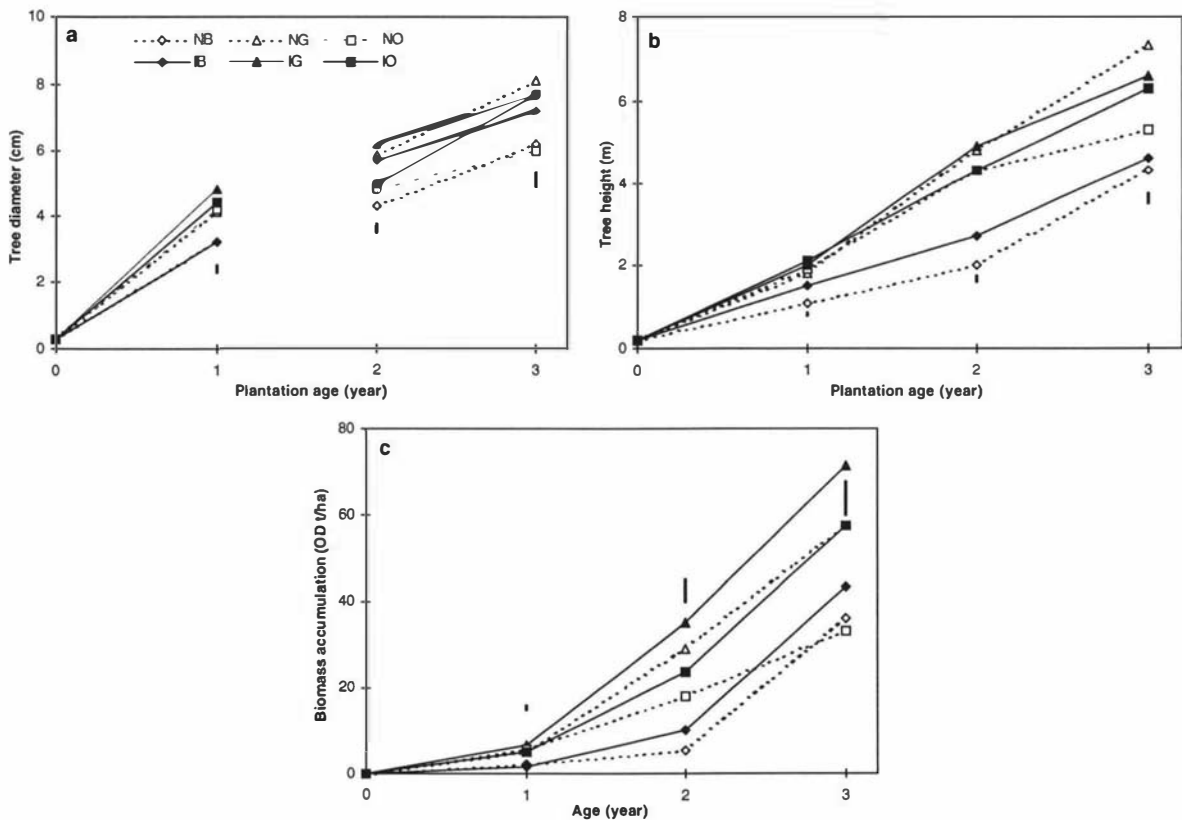 a
NB NG NO
IB IG IO
10
8
6
4
2
0
Tree diameter (cm)
0 1 2 3
Plantation age (year)
b
8
6
4
2
0
Tree height (m)
0 1 2 3
Plantation age (year)
c
80
60
40
20
0
Biomass accumulation (OD t/ha)
0 1 2 3
Age (year)